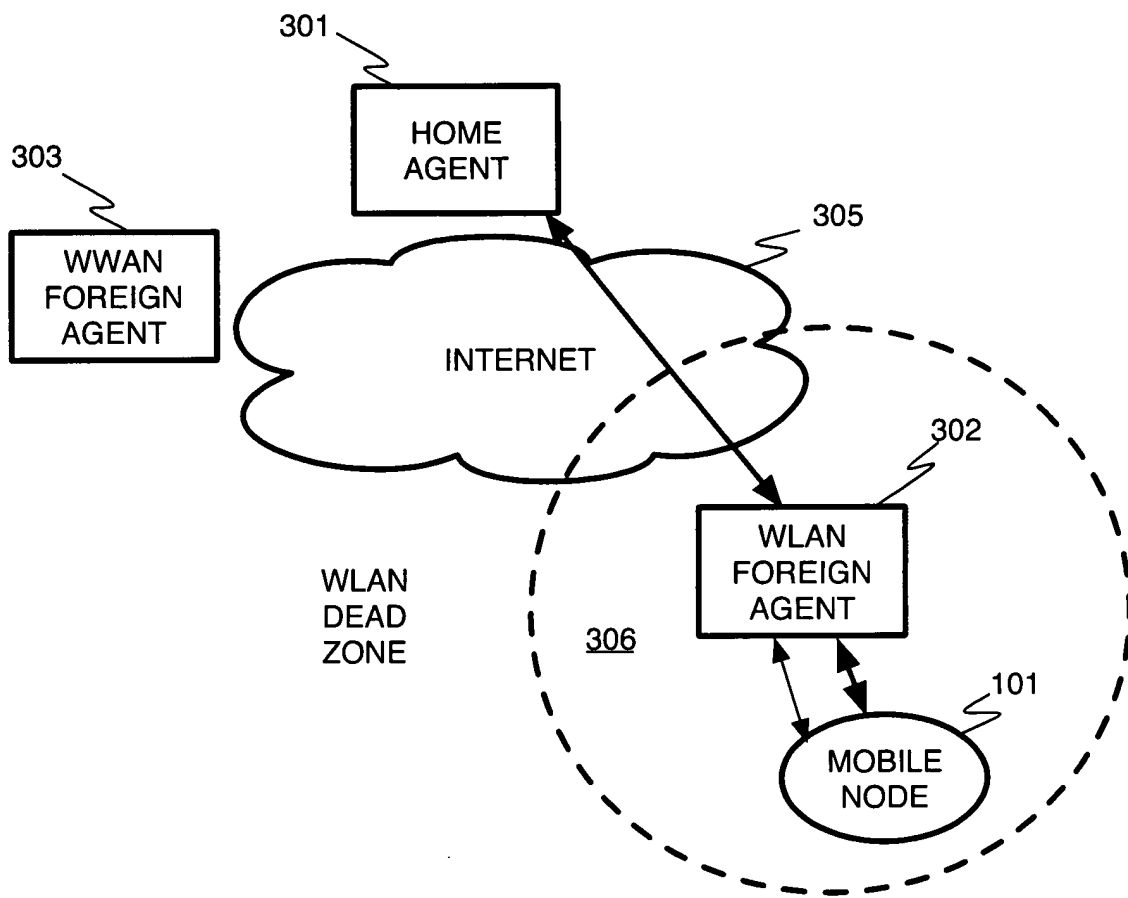 301
HOME
AGENT
303
WWAN
FOREIGN
AGENT
305
INTERNET
302
WLAN
FOREIGN
AGENT
WLAN
DEAD
ZONE
306
101
MOBILE
NODE